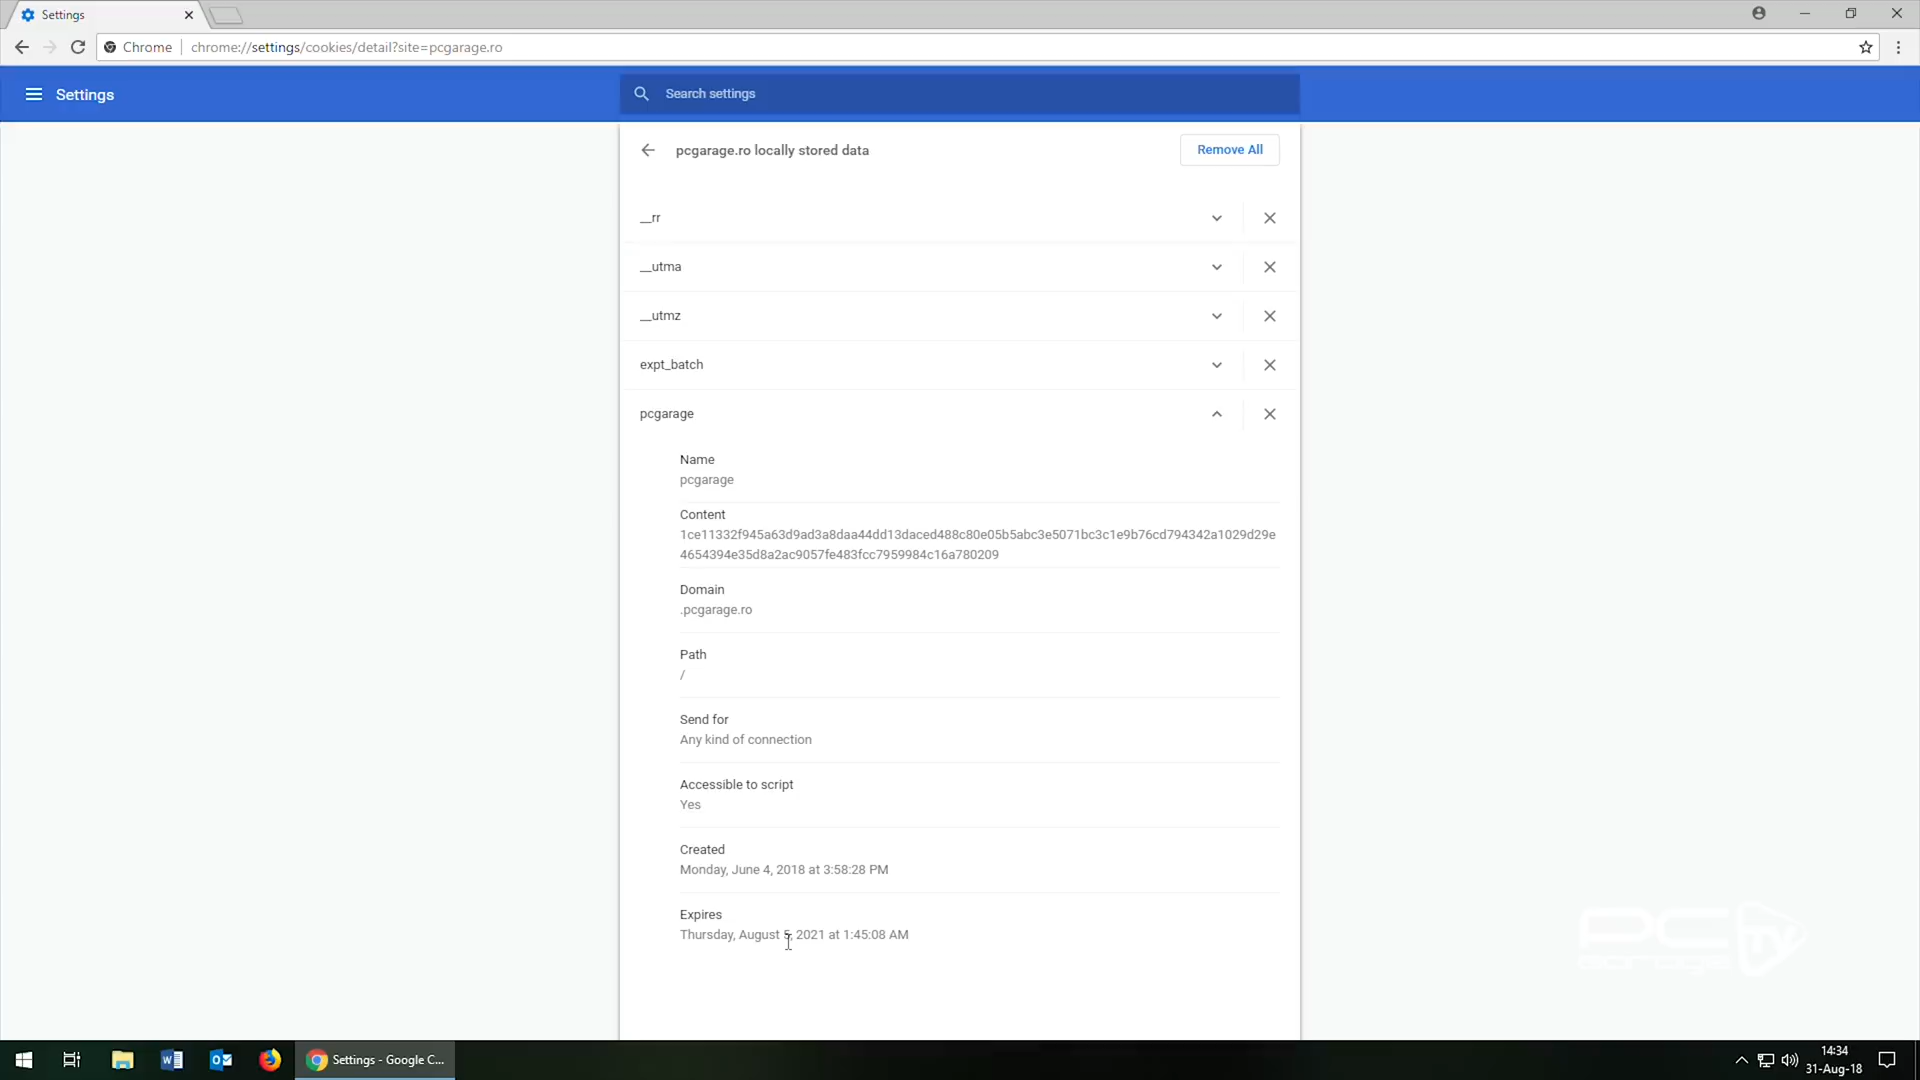 Settings
Chrome
chrome://settings/cookies/detail?site=pcgarage.ro
Settings
Search settings
pcgarage.ro locally stored data
Remove All
__rr
__utma
__utmz
expt_batch
pcgarage
Name
pcgarage
Content
1ce11332f945a63d9ad3a8daa44dd13daced488c80e05b5abc3e5071bc3c1e9b76cd794342a1029d29e
4654394e35d8a2ac9057fe483fcc7959984c16a780209
Domain
.pcgarage.ro
Path
/
Send for
Any kind of connection
Accessible to script
Yes
Created
Monday, June 4, 2018 at 3:58:28 PM
Expires
Thursday, August 5, 2021 at 1:45:08 AM
PC TV
garage
Settings - Google C...
14:34
31-Aug-18